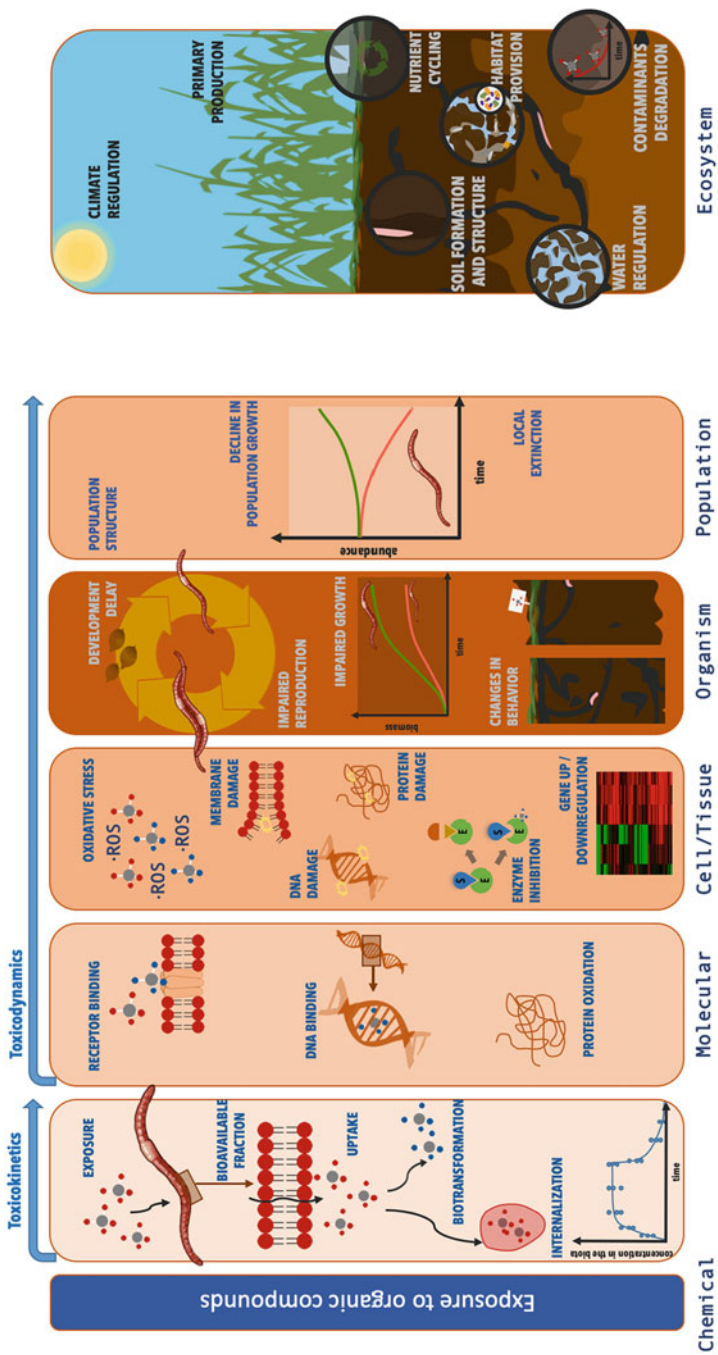 Toxicokinetics
Toxicodynamics
Exposure to organic compounds
EXPOSURE
BIOAVAILABLE
FRACTION
UPTAKE
BIOTRANSFORMATION
INTERNALIZATION
concentration in the biota
time
RECEPTOR BINDING
DNA BINDING
PROTEIN OXIDATION
OXIDATIVE STRESS
·ROS
·ROS
·ROS
MEMBRANE
DAMAGE
DNA
DAMAGE
PROTEIN
DAMAGE
S
E
E
S
E
ENZYME
INHIBITION
GENE UP /
DOWNREGULATION
DEVELOPMENT
DELAY
IMPAIRED
REPRODUCTION
IMPAIRED GROWTH
biomass
time
CHANGES IN
BEHAVIOR
POPULATION
STRUCTURE
DECLINE IN
POPULATION GROWTH
abundance
time
LOCAL
EXTINCTION
CLIMATE
REGULATION
PRIMARY
PRODUCTION
NUTRIENT
CYCLING
SOIL FORMATION
AND STRUCTURE
HABITAT
PROVISION
WATER
REGULATION
CONTAMINANTS
DEGRADATION
time
Chemical
Molecular
Cell/Tissue
Organism
Population
Ecosystem